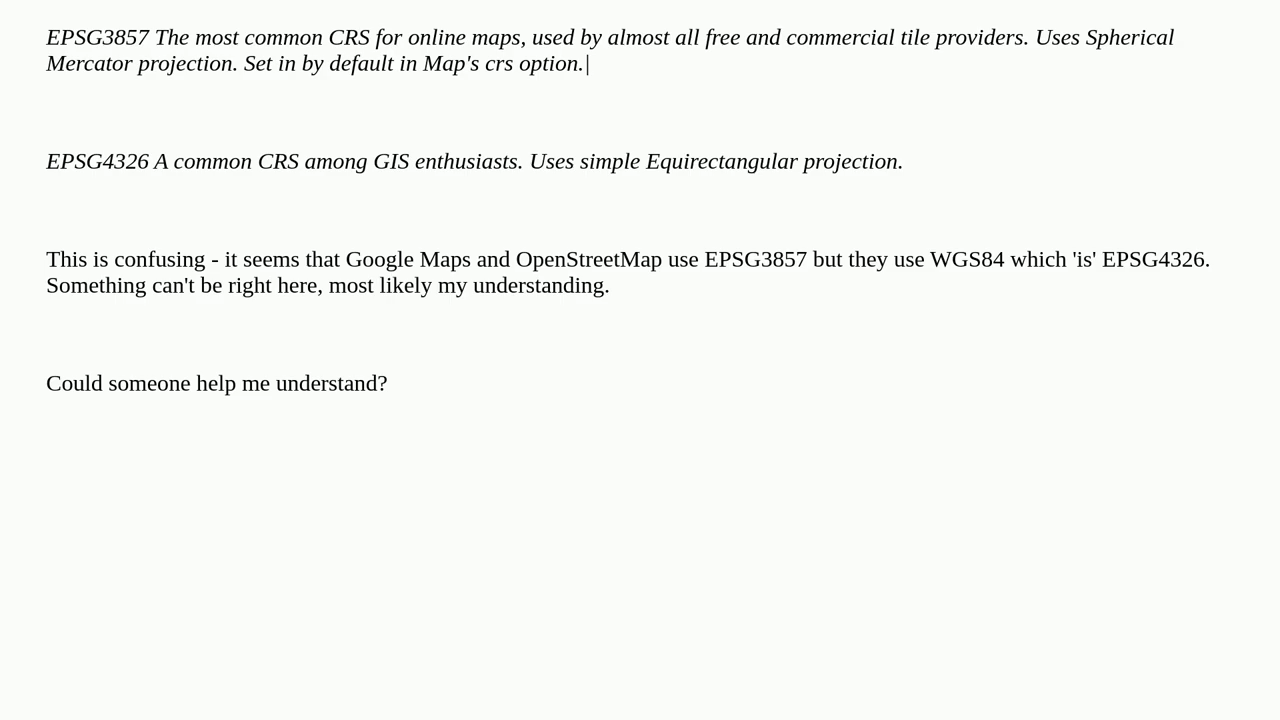 EPSG3857 The most common CRS for online maps, used by almost all free and commercial tile providers. Uses Spherical
Mercator projection. Set in by default in Map's crs option.|
EPSG4326 A common CRS among GIS enthusiasts. Uses simple Equirectangular projection.
This is confusing - it seems that Google Maps and OpenStreetMap use EPSG3857 but they use WGS84 which 'is' EPSG4326.
Something can't be right here, most likely my understanding.
Could someone help me understand?